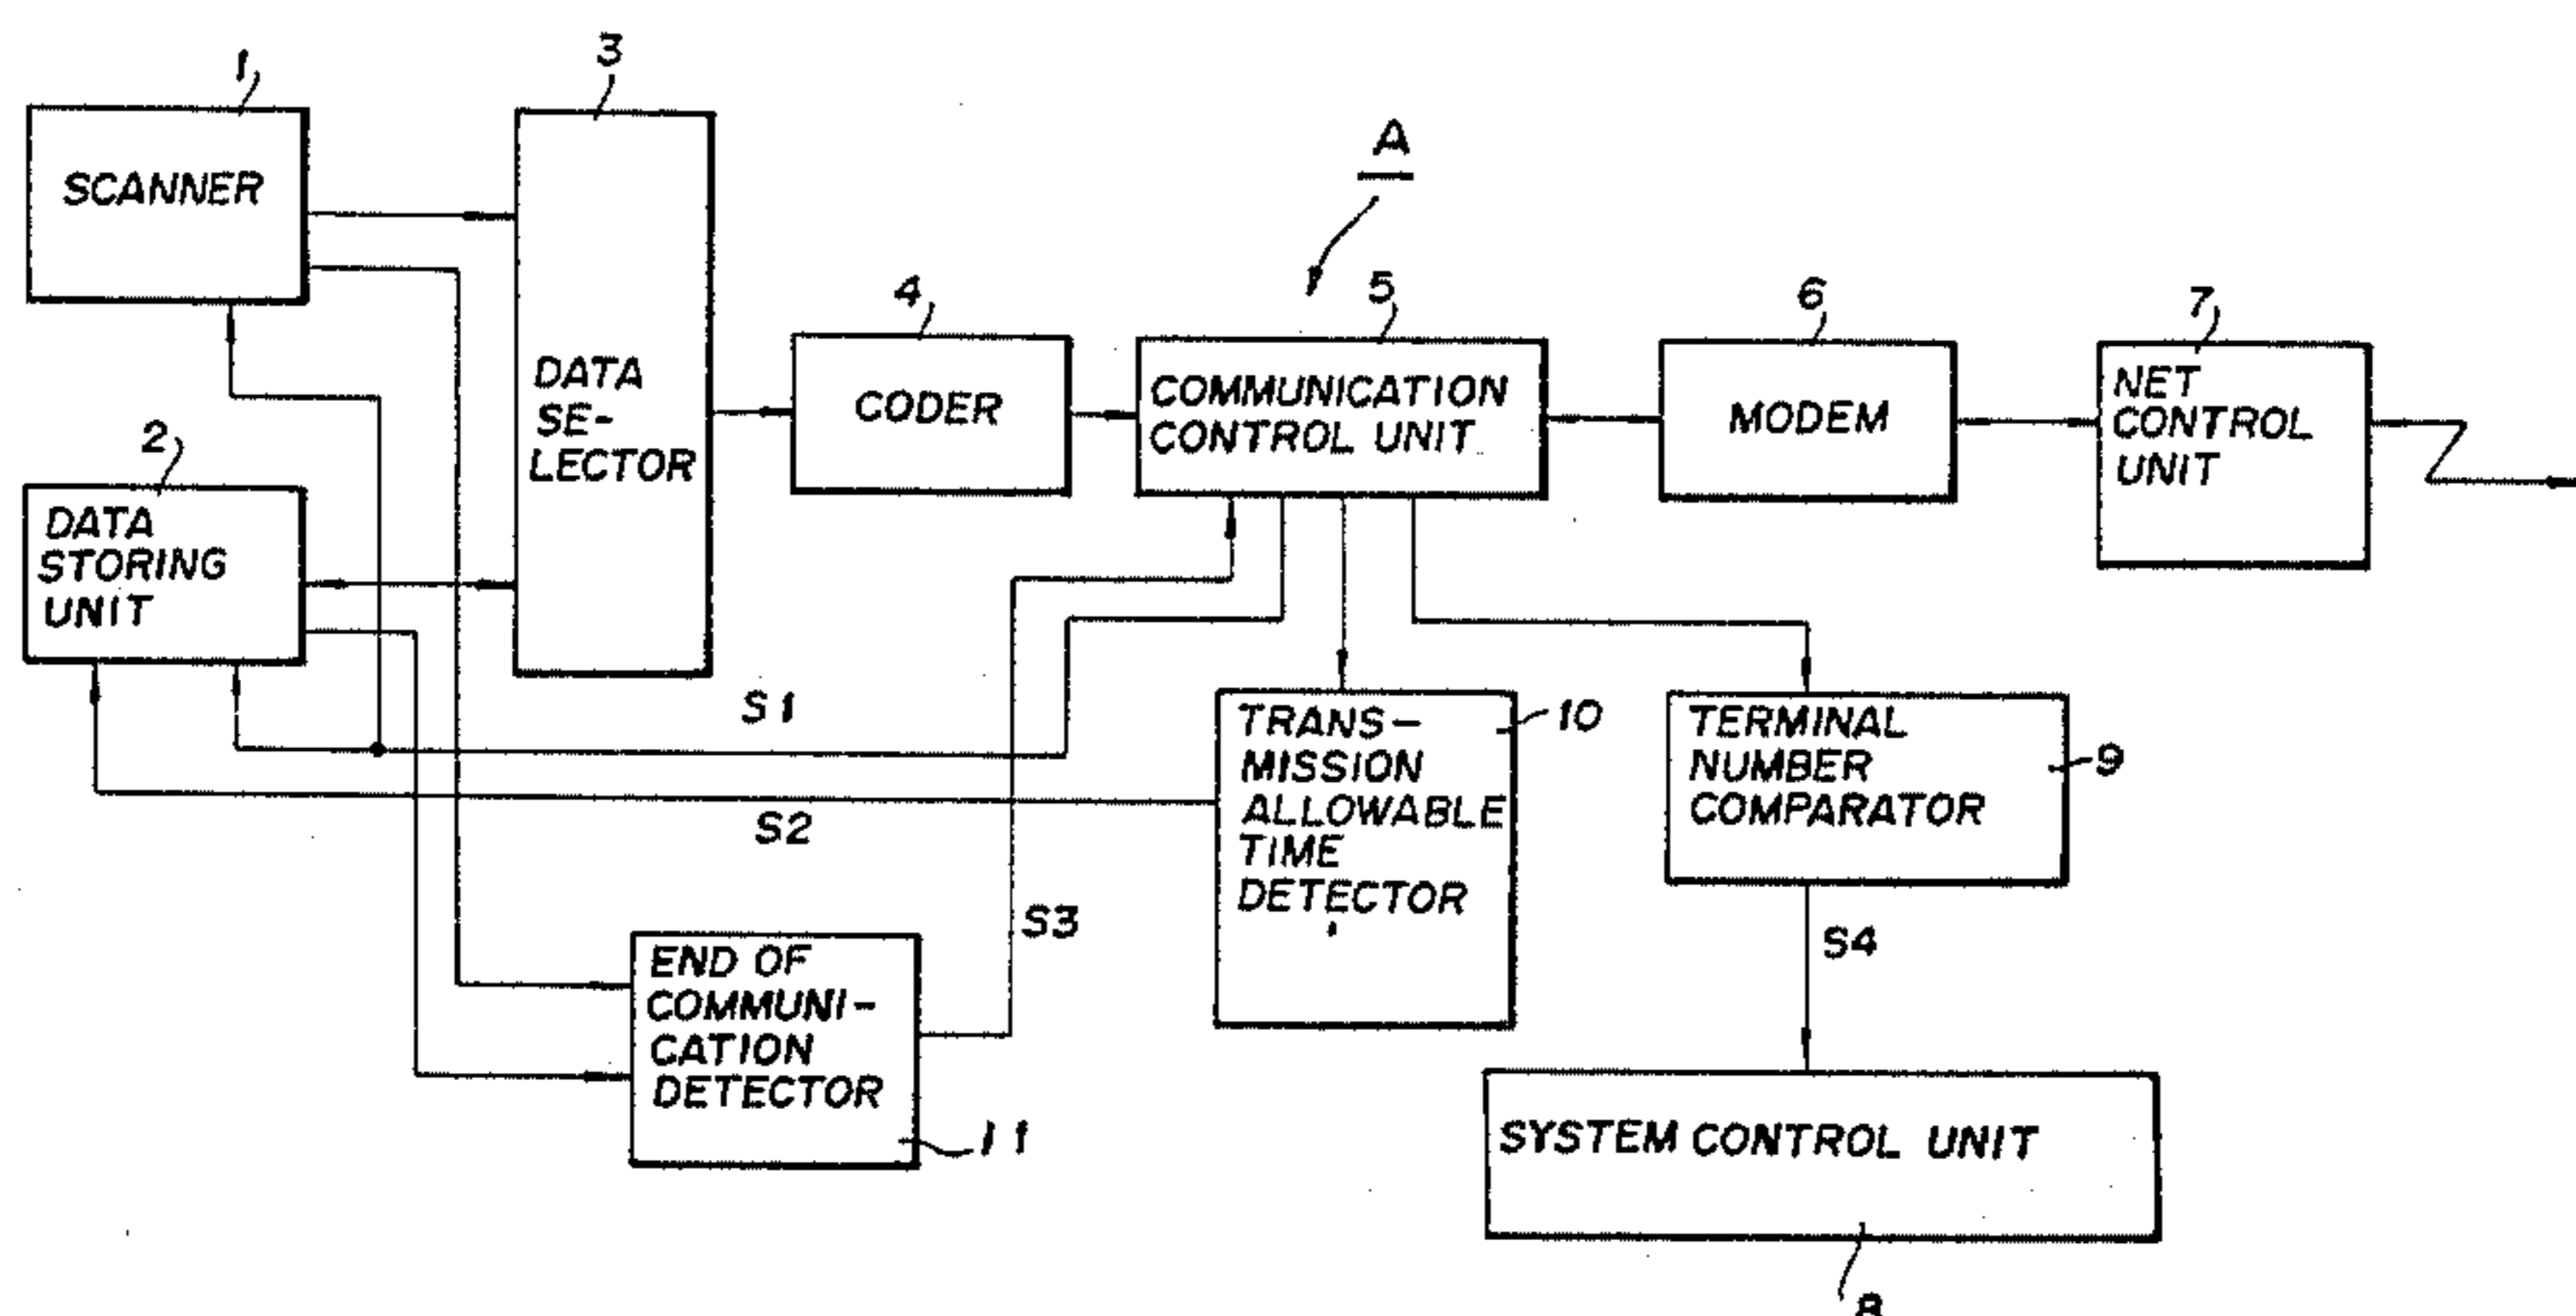 1
SCANNER
2
DATA
STORING
UNIT
3
DATA
SE-
LECTOR
4
CODER
A
5
COMMUNICATION
CONTROL UNIT
6
MODEM
7
NET
CONTROL
UNIT
S1
S2
S3
TRANS-
MISSION
ALLOWABLE
TIME
DETECTOR
10
TERMINAL
NUMBER
COMPARATOR
9
S4
END OF
COMMUNI-
CATION
DETECTOR
11
SYSTEM CONTROL UNIT
8